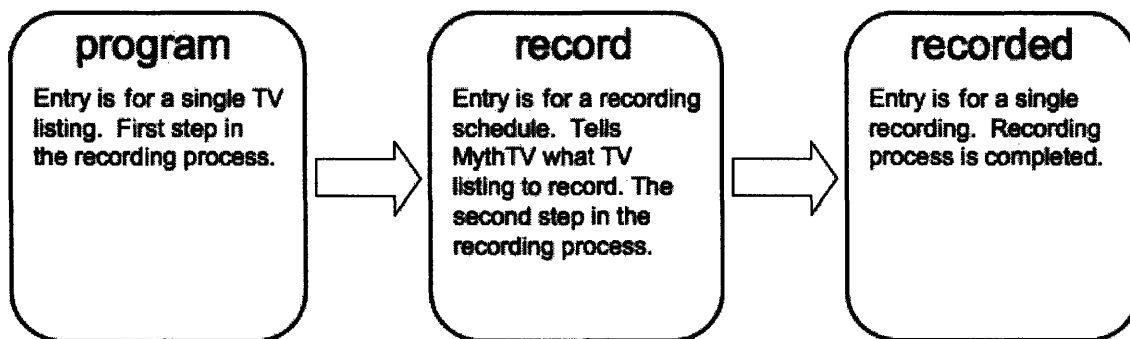 program
Entry is for a single TV
listing. First step in
the recording process.
record
Entry is for a recording
schedule. Tells
MythTV what TV
listing to record. The
second step in the
recording process.
recorded
Entry is for a single
recording. Recording
process is completed.